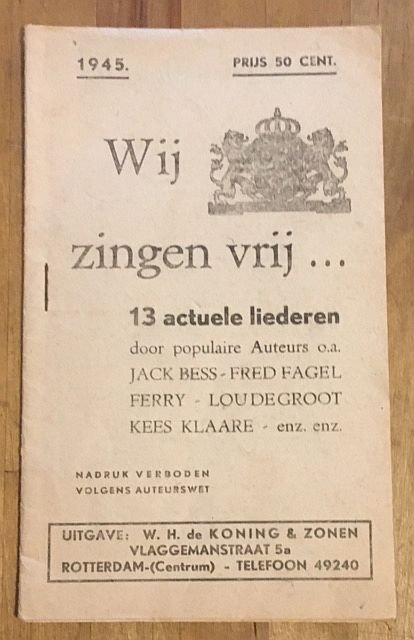 1945. PRIJS 50 CENT.
Wij
zingen vrij ...
13 actuele liederen
door populaire Auteurs o.a.
JACK BESS - FRED FAGEL
FERRY - LOU DE GROOT
KEES KLAARE - enz. enz.
NADRUK VERBODEN
VOLGENS AUTEURSWET
UITGAVE: W. H. de KONING & ZONEN
VLAGGEMANSTRAAT 5a
ROTTERDAM-(Centrum) - TELEFOON 49240